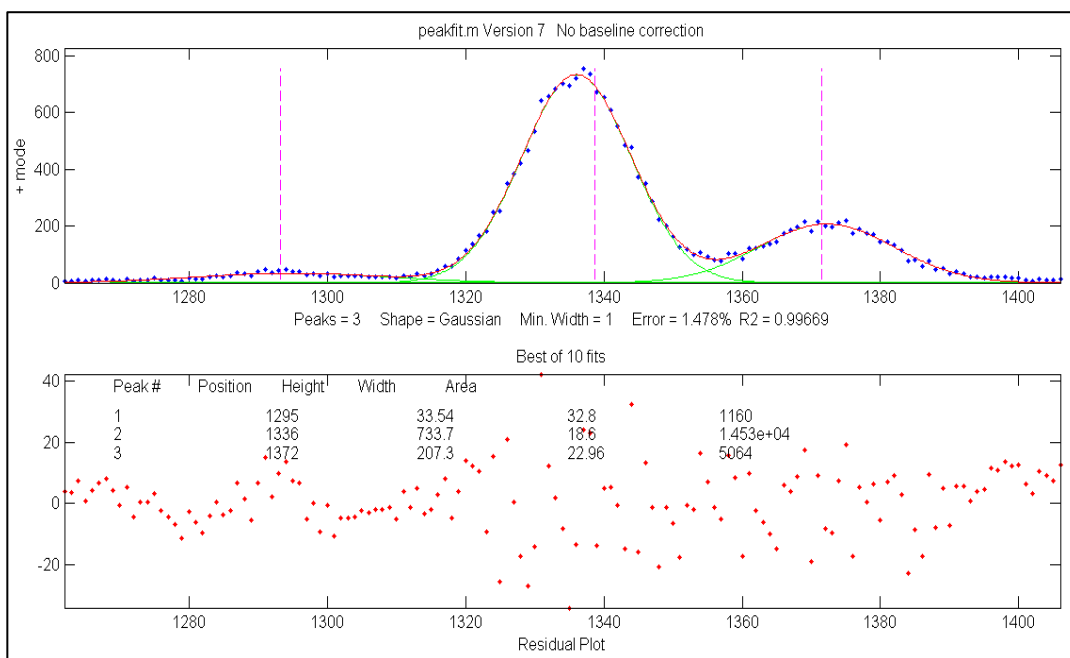 peakfit.m Version 7 No baseline correction
800
600
400
200
0
+ mode
1280 1300 1320 1340 1360 1380 1400
Peaks = 3 Shape = Gaussian Min. Width = 1 Error = 1.478% R2 = 0.99669
Best of 10 fits
40
20
0
-20
Peak # Position Height Width Area
1 1295 33.54 32.8 1160
2 1336 733.7 18.6 1.453e+04
3 1372 207.3 22.96 5064
1280 1300 1320 1340 1360 1380 1400
Residual Plot